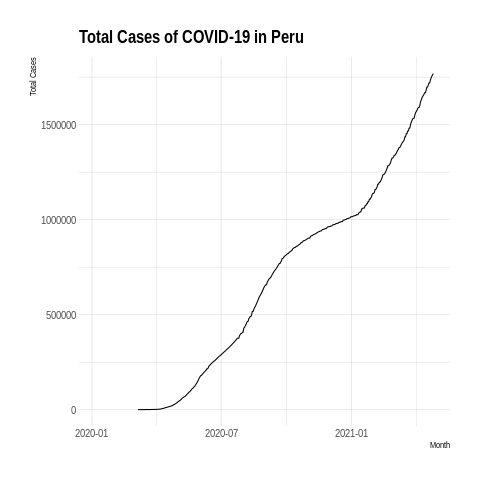 Total Cases of COVID-19 in Peru
Total Cases
1500000
1000000
500000
0
2020-01 2020-07 2021-01
Month